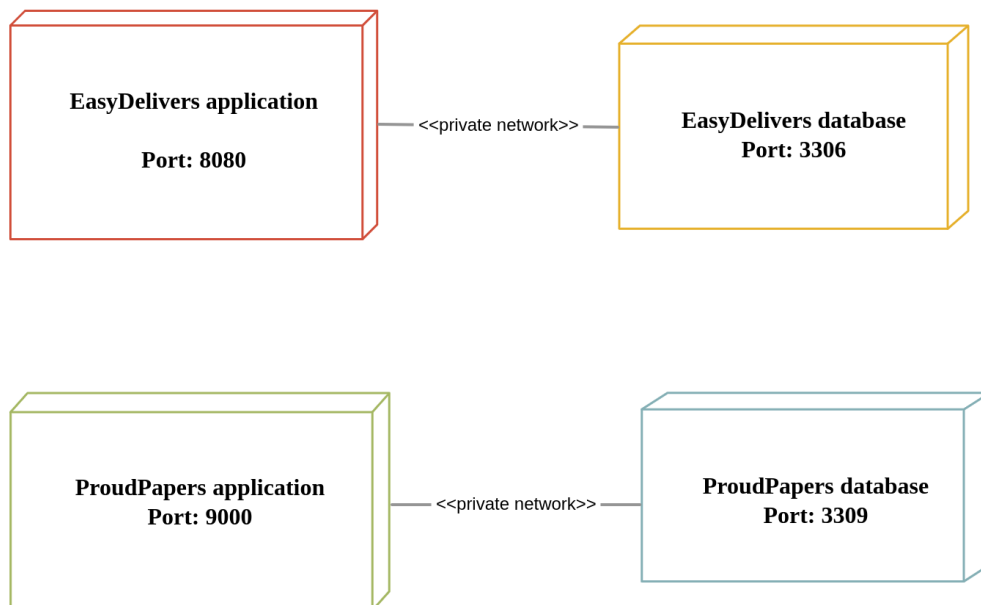 EasyDelivers application
Port: 8080
<<private network>>
EasyDelivers database
Port: 3306
ProudPapers application
Port: 9000
<<private network>>
ProudPapers database
Port: 3309